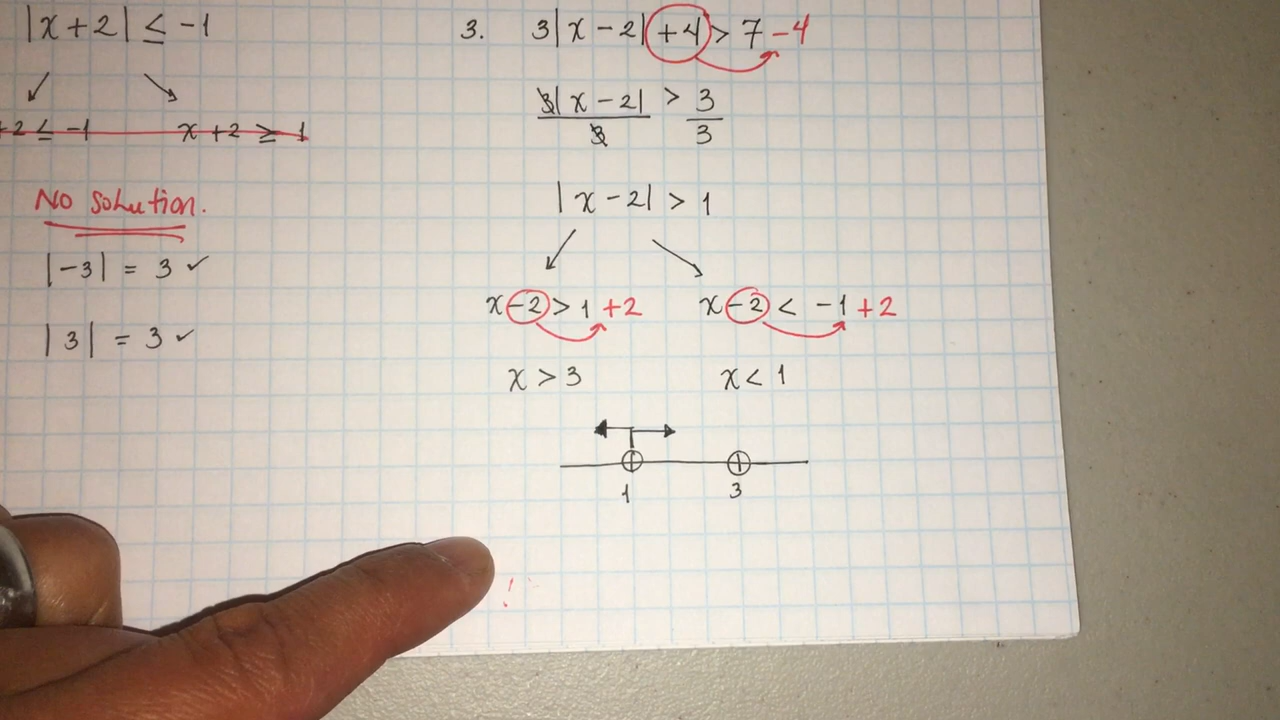 |x+2| ≤ -1
+2 ≤ -1 x+2 ≥ 1
No solution.
|-3| = 3 ✓
|3| = 3 ✓
3. 3|x-2| +4 > 7 -4
3|x-2| > 3
3 3
|x-2| > 1
x-2 > 1 +2 x-2 < -1 +2
x > 3 x < 1
1 3
!